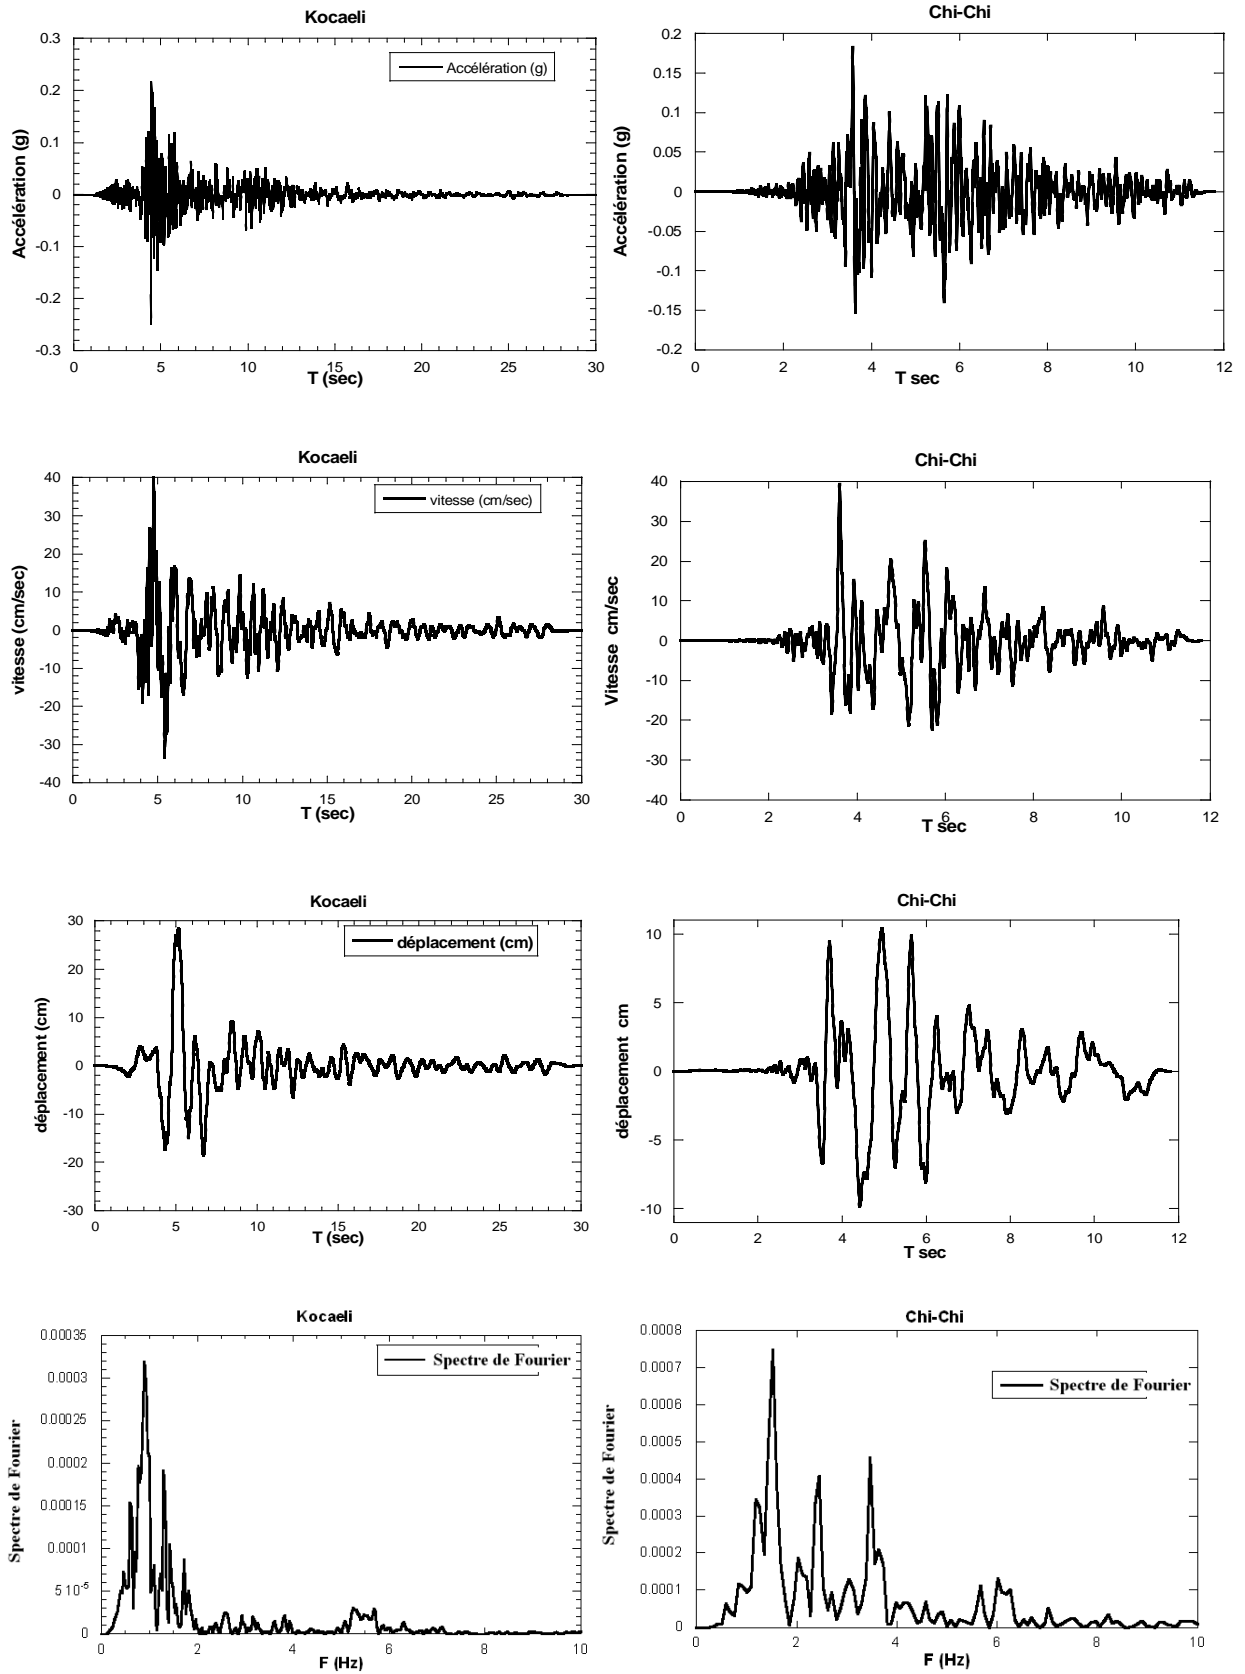 Kocaeli
0.3
0.2
0.1
0
-0.1
-0.2
-0.3
Accélération (g)
Accélération (g)
0 5 10 15 20 25 30
T (sec)
Chi-Chi
0.2
0.15
0.1
0.05
0
-0.05
-0.1
-0.15
-0.2
Accélération (g)
0 2 4 6 8 10 12
T sec
Kocaeli
40
30
20
10
0
-10
-20
-30
-40
vitesse (cm/sec)
vitesse (cm/sec)
0 5 10 15 20 25 30
T (sec)
Chi-Chi
40
30
20
10
0
-10
-20
-30
-40
Vitesse cm/sec
0 2 4 6 8 10 12
T sec
Kocaeli
30
20
10
0
-10
-20
-30
déplacement (cm)
déplacement (cm)
0 5 10 15 20 25 30
T (sec)
Chi-Chi
10
5
0
-5
-10
déplacement cm
0 2 4 6 8 10 12
T sec
Kocaeli
0.00035
0.0003
0.00025
0.0002
0.00015
0.0001
5 10-5
0
Spectre de Fourier
Spectre de Fourier
0 2 4 6 8 10
F (Hz)
Chi-Chi
0.0008
0.0007
0.0006
0.0005
0.0004
0.0003
0.0002
0.0001
0
Spectre de Fourier
Spectre de Fourier
0 2 4 6 8 10
F (Hz)